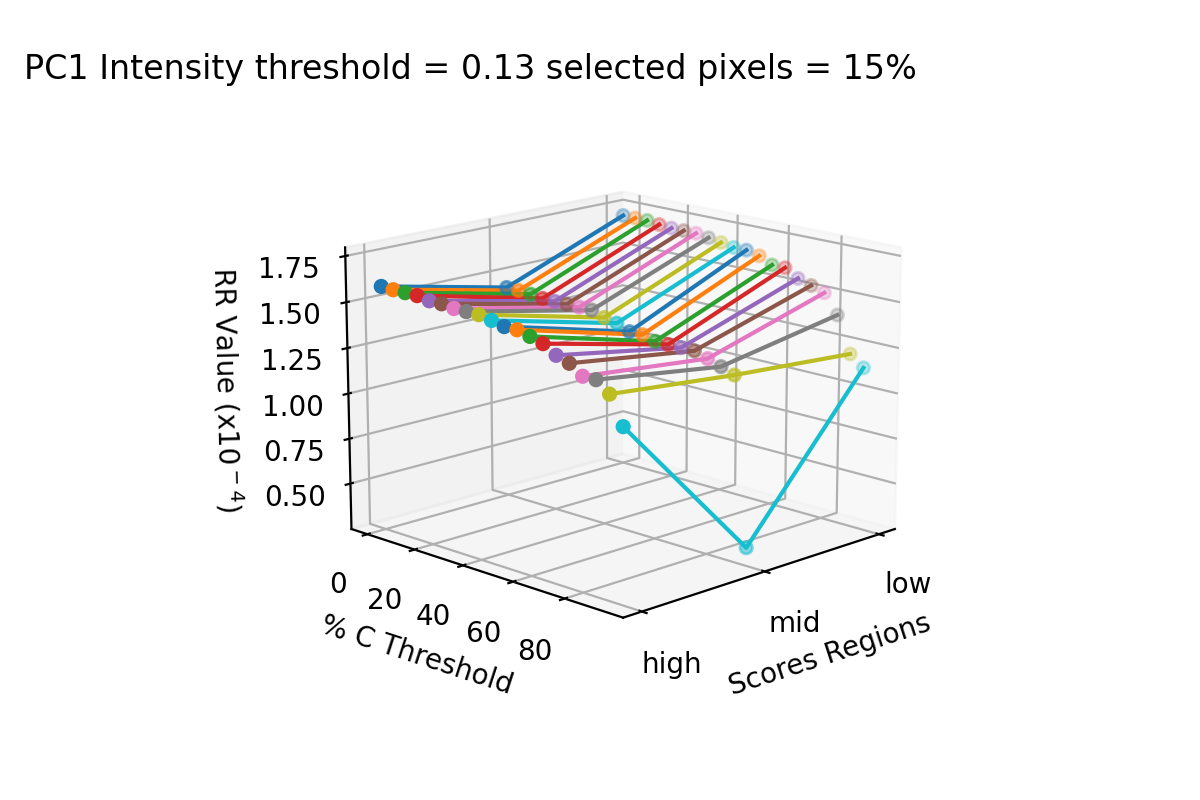 PC1 Intensity threshold = 0.13 selected pixels = 15%
1.75
1.50
1.25
1.00
0.75
0.50
RR Value (x10⁻⁴)
0
20
40
60
80
% C Threshold
high
mid
low
Scores Regions